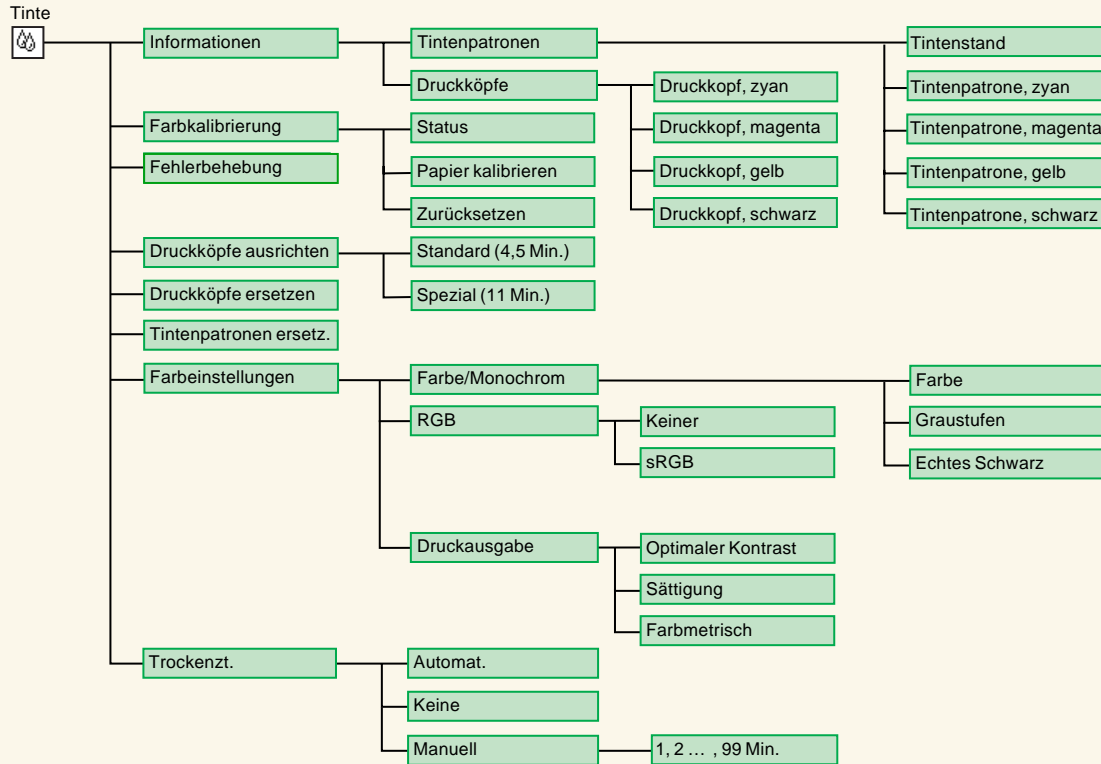 Tinte
Informationen
Tintenpatronen
Tintenstand
Druckköpfe
Druckkopf, zyan
Tintenpatrone, zyan
Farbkalibrierung
Status
Druckkopf, magenta
Tintenpatrone, magenta
Fehlerbehebung
Papier kalibrieren
Druckkopf, gelb
Tintenpatrone, gelb
Zurücksetzen
Druckkopf, schwarz
Tintenpatrone, schwarz
Druckköpfe ausrichten
Standard (4,5 Min.)
Druckköpfe ersetzen
Spezial (11 Min.)
Tintenpatronen ersetz.
Farbeinstellungen
Farbe/Monochrom
Farbe
RGB
Keiner
Graustufen
sRGB
Echtes Schwarz
Druckausgabe
Optimaler Kontrast
Sättigung
Farbmetrisch
Trockenzt.
Automat.
Keine
Manuell
1, 2 ... , 99 Min.